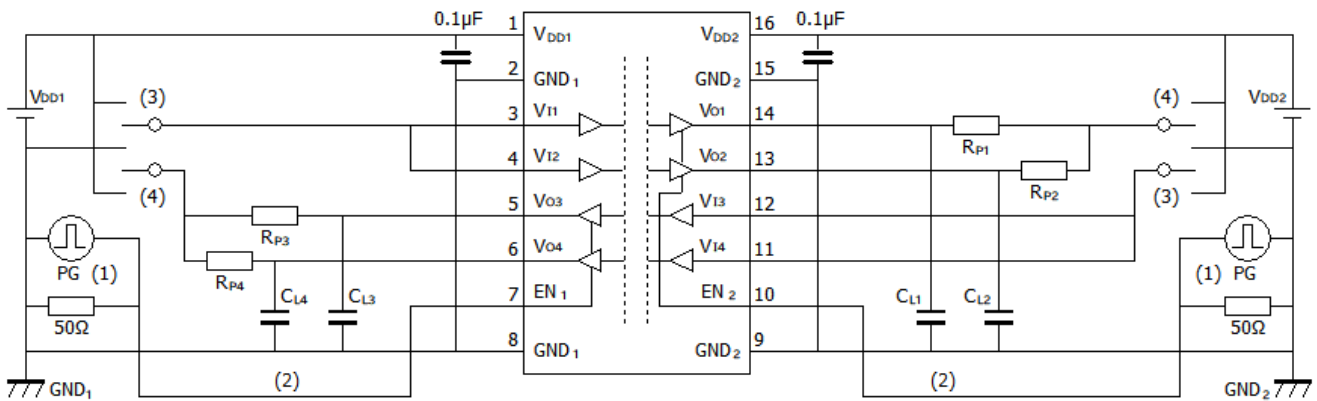 0.1µF 1 16 0.1µF
VDD1 VDD2
2 GND1 GND2 15
VDD1 (3) (4) VDD2
3 VI1 VO1 14
RP1
4 VI2 VO2 13
(4) RP2 (3)
5 VO3 VI3 12
RP3
6 VO4 VI4 11
PG (1) RP4 (1) PG
CL4 CL3 7 EN1 EN2 10 CL1 CL2
50Ω 50Ω
8 GND1 GND2 9
GND1 (2) (2) GND2